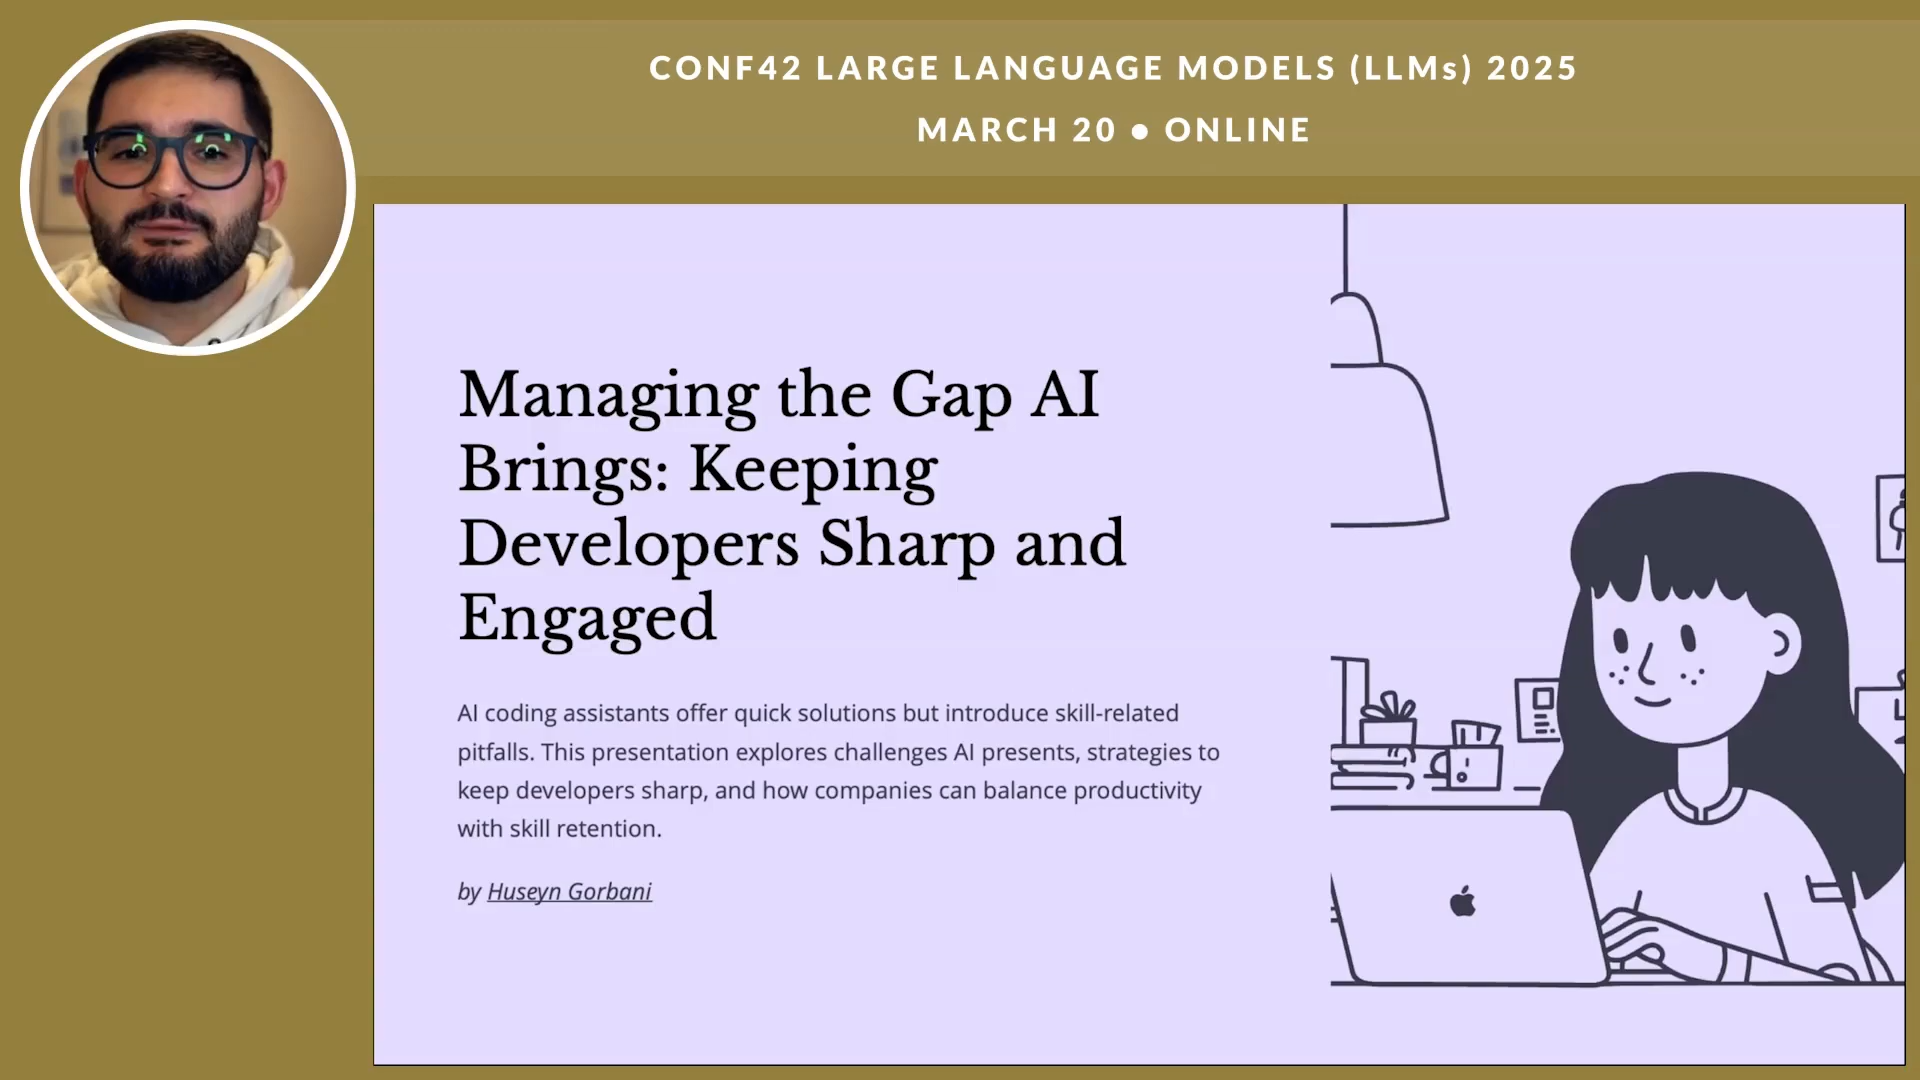 CONF42 LARGE LANGUAGE MODELS (LLMs) 2025
MARCH 20 ● ONLINE
Managing the Gap AI
Brings: Keeping
Developers Sharp and
Engaged
AI coding assistants offer quick solutions but introduce skill-related
pitfalls. This presentation explores challenges AI presents, strategies to
keep developers sharp, and how companies can balance productivity
with skill retention.
by Huseyn Gorbani